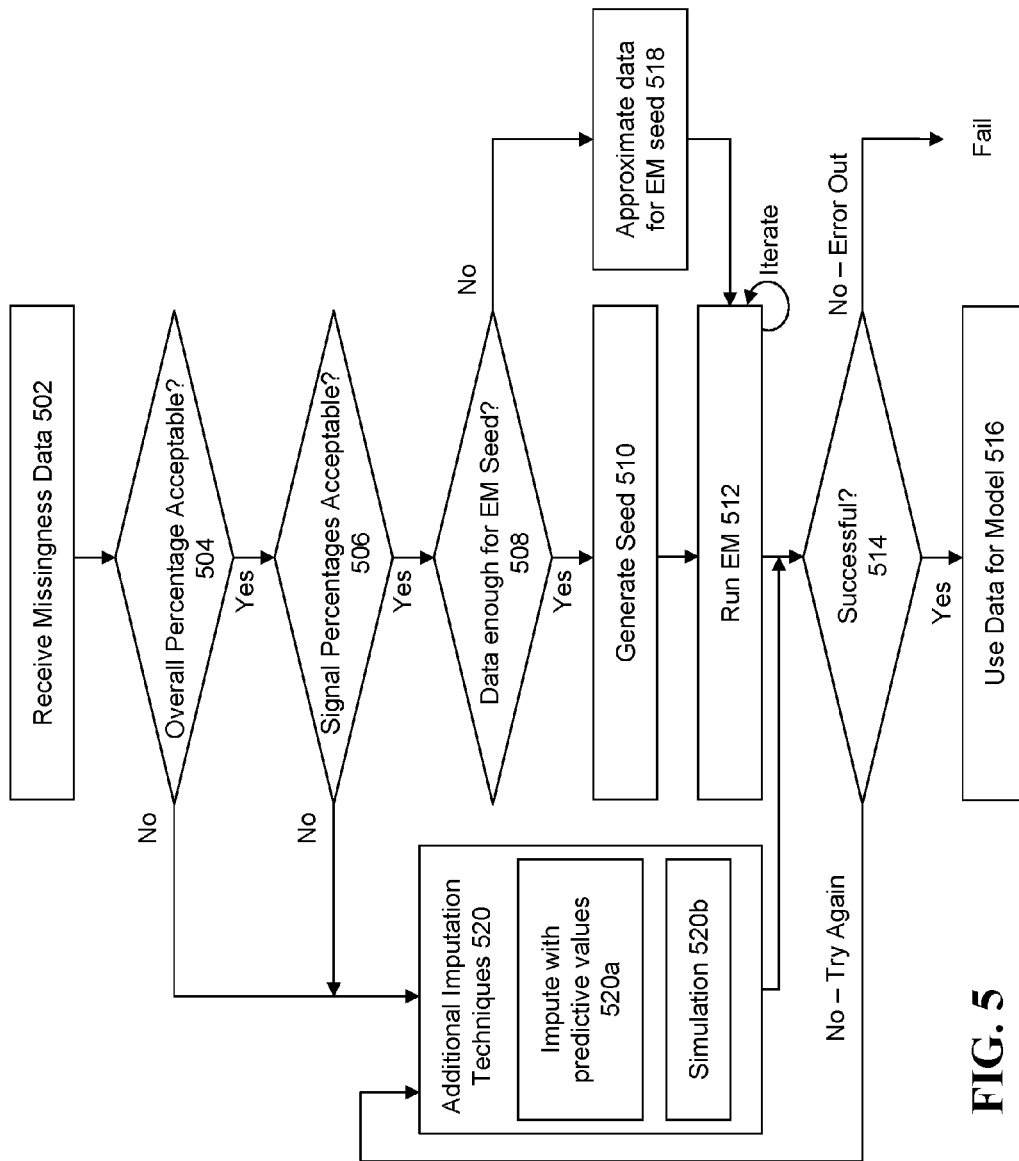 Receive Missingness Data 502
Overall Percentage Acceptable?
504
No
Yes
Signal Percentages Acceptable?
506
No
Yes
Data enough for EM Seed?
508
No
Yes
Additional Imputation
Techniques 520
Impute with
predictive values
520a
Simulation 520b
Generate Seed 510
Approximate data
for EM seed 518
Run EM 512
Iterate
Successful?
514
No – Try Again
No – Error Out
Yes
Use Data for Model 516
Fail
FIG. 5